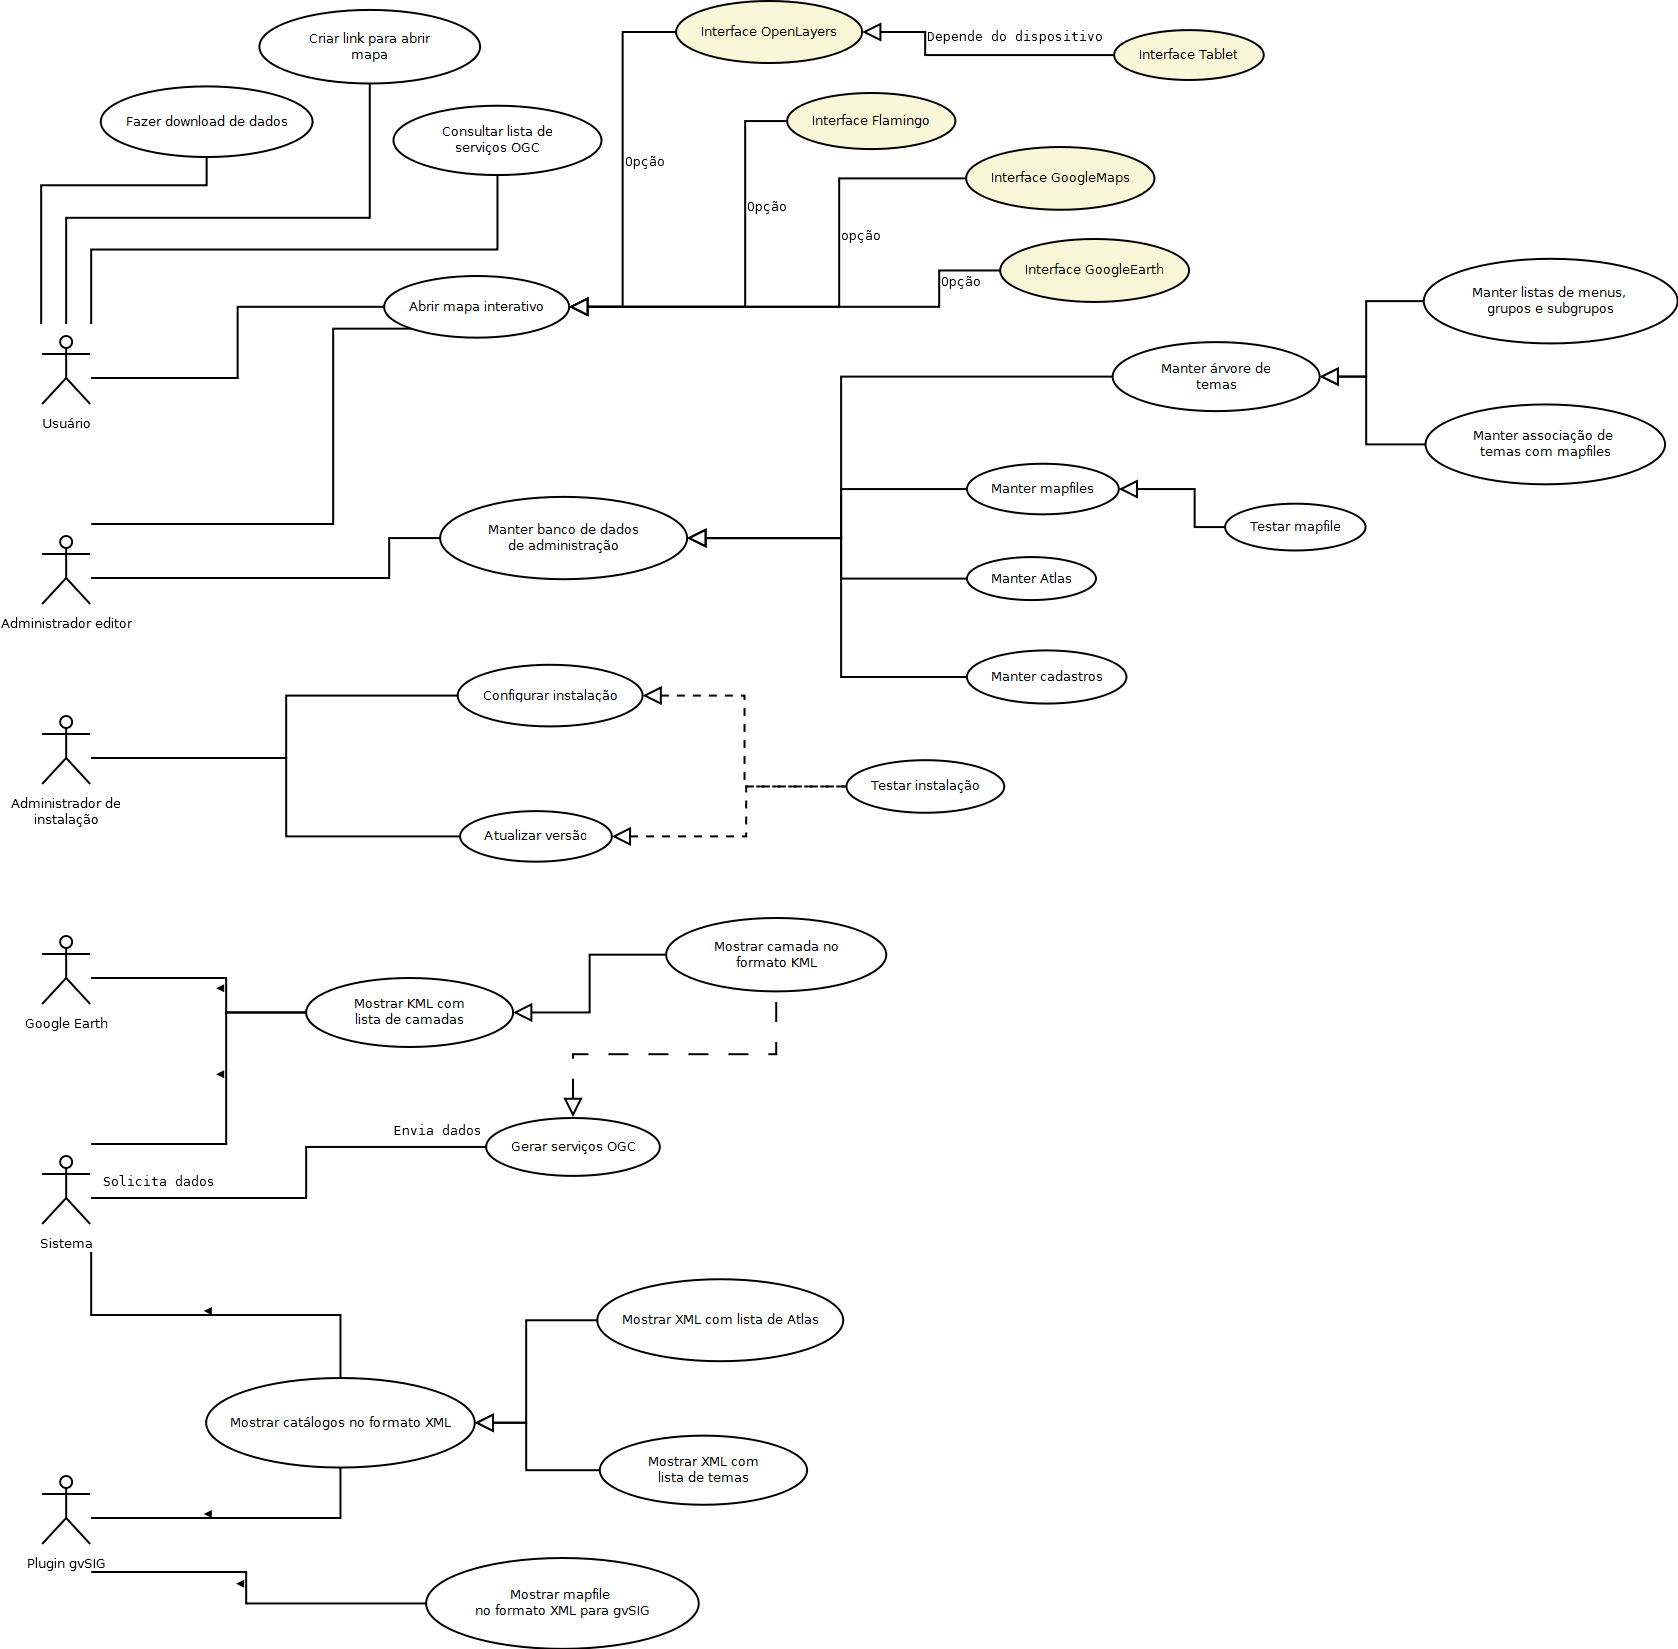 Interface OpenLayers
Depende do dispositivo
Interface Tablet
Criar link para abrir
mapa
Fazer download de dados
Consultar lista de
serviços OGC
Interface Flamingo
Opção
Interface GoogleMaps
Opção
opção
Interface GoogleEarth
Opção
Abrir mapa interativo
Manter listas de menus,
grupos e subgrupos
Manter árvore de
temas
Usuário
Manter associação de
temas com mapfiles
Manter mapfiles
Testar mapfile
Manter banco de dados
de administração
Manter Atlas
Administrador editor
Manter cadastros
Configurar instalação
Testar instalação
Administrador de
instalação
Atualizar versão
Mostrar camada no
formato KML
Mostrar KML com
lista de camadas
Google Earth
Envia dados
Gerar serviços OGC
Solicita dados
Sistema
Mostrar XML com lista de Atlas
Mostrar catálogos no formato XML
Mostrar XML com
lista de temas
Plugin gvSIG
Mostrar mapfile
no formato XML para gvSIG